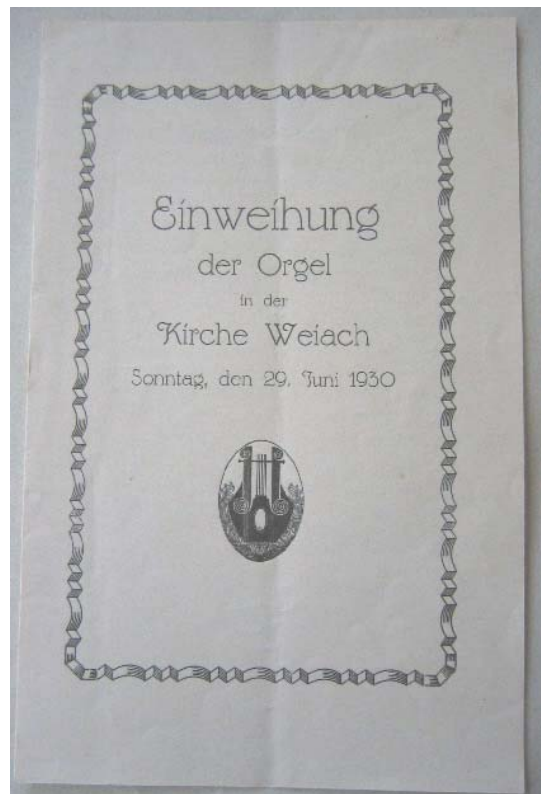 Einweihung
der Orgel
in der
Kirche Weiach
Sonntag, den 29. Juni 1930